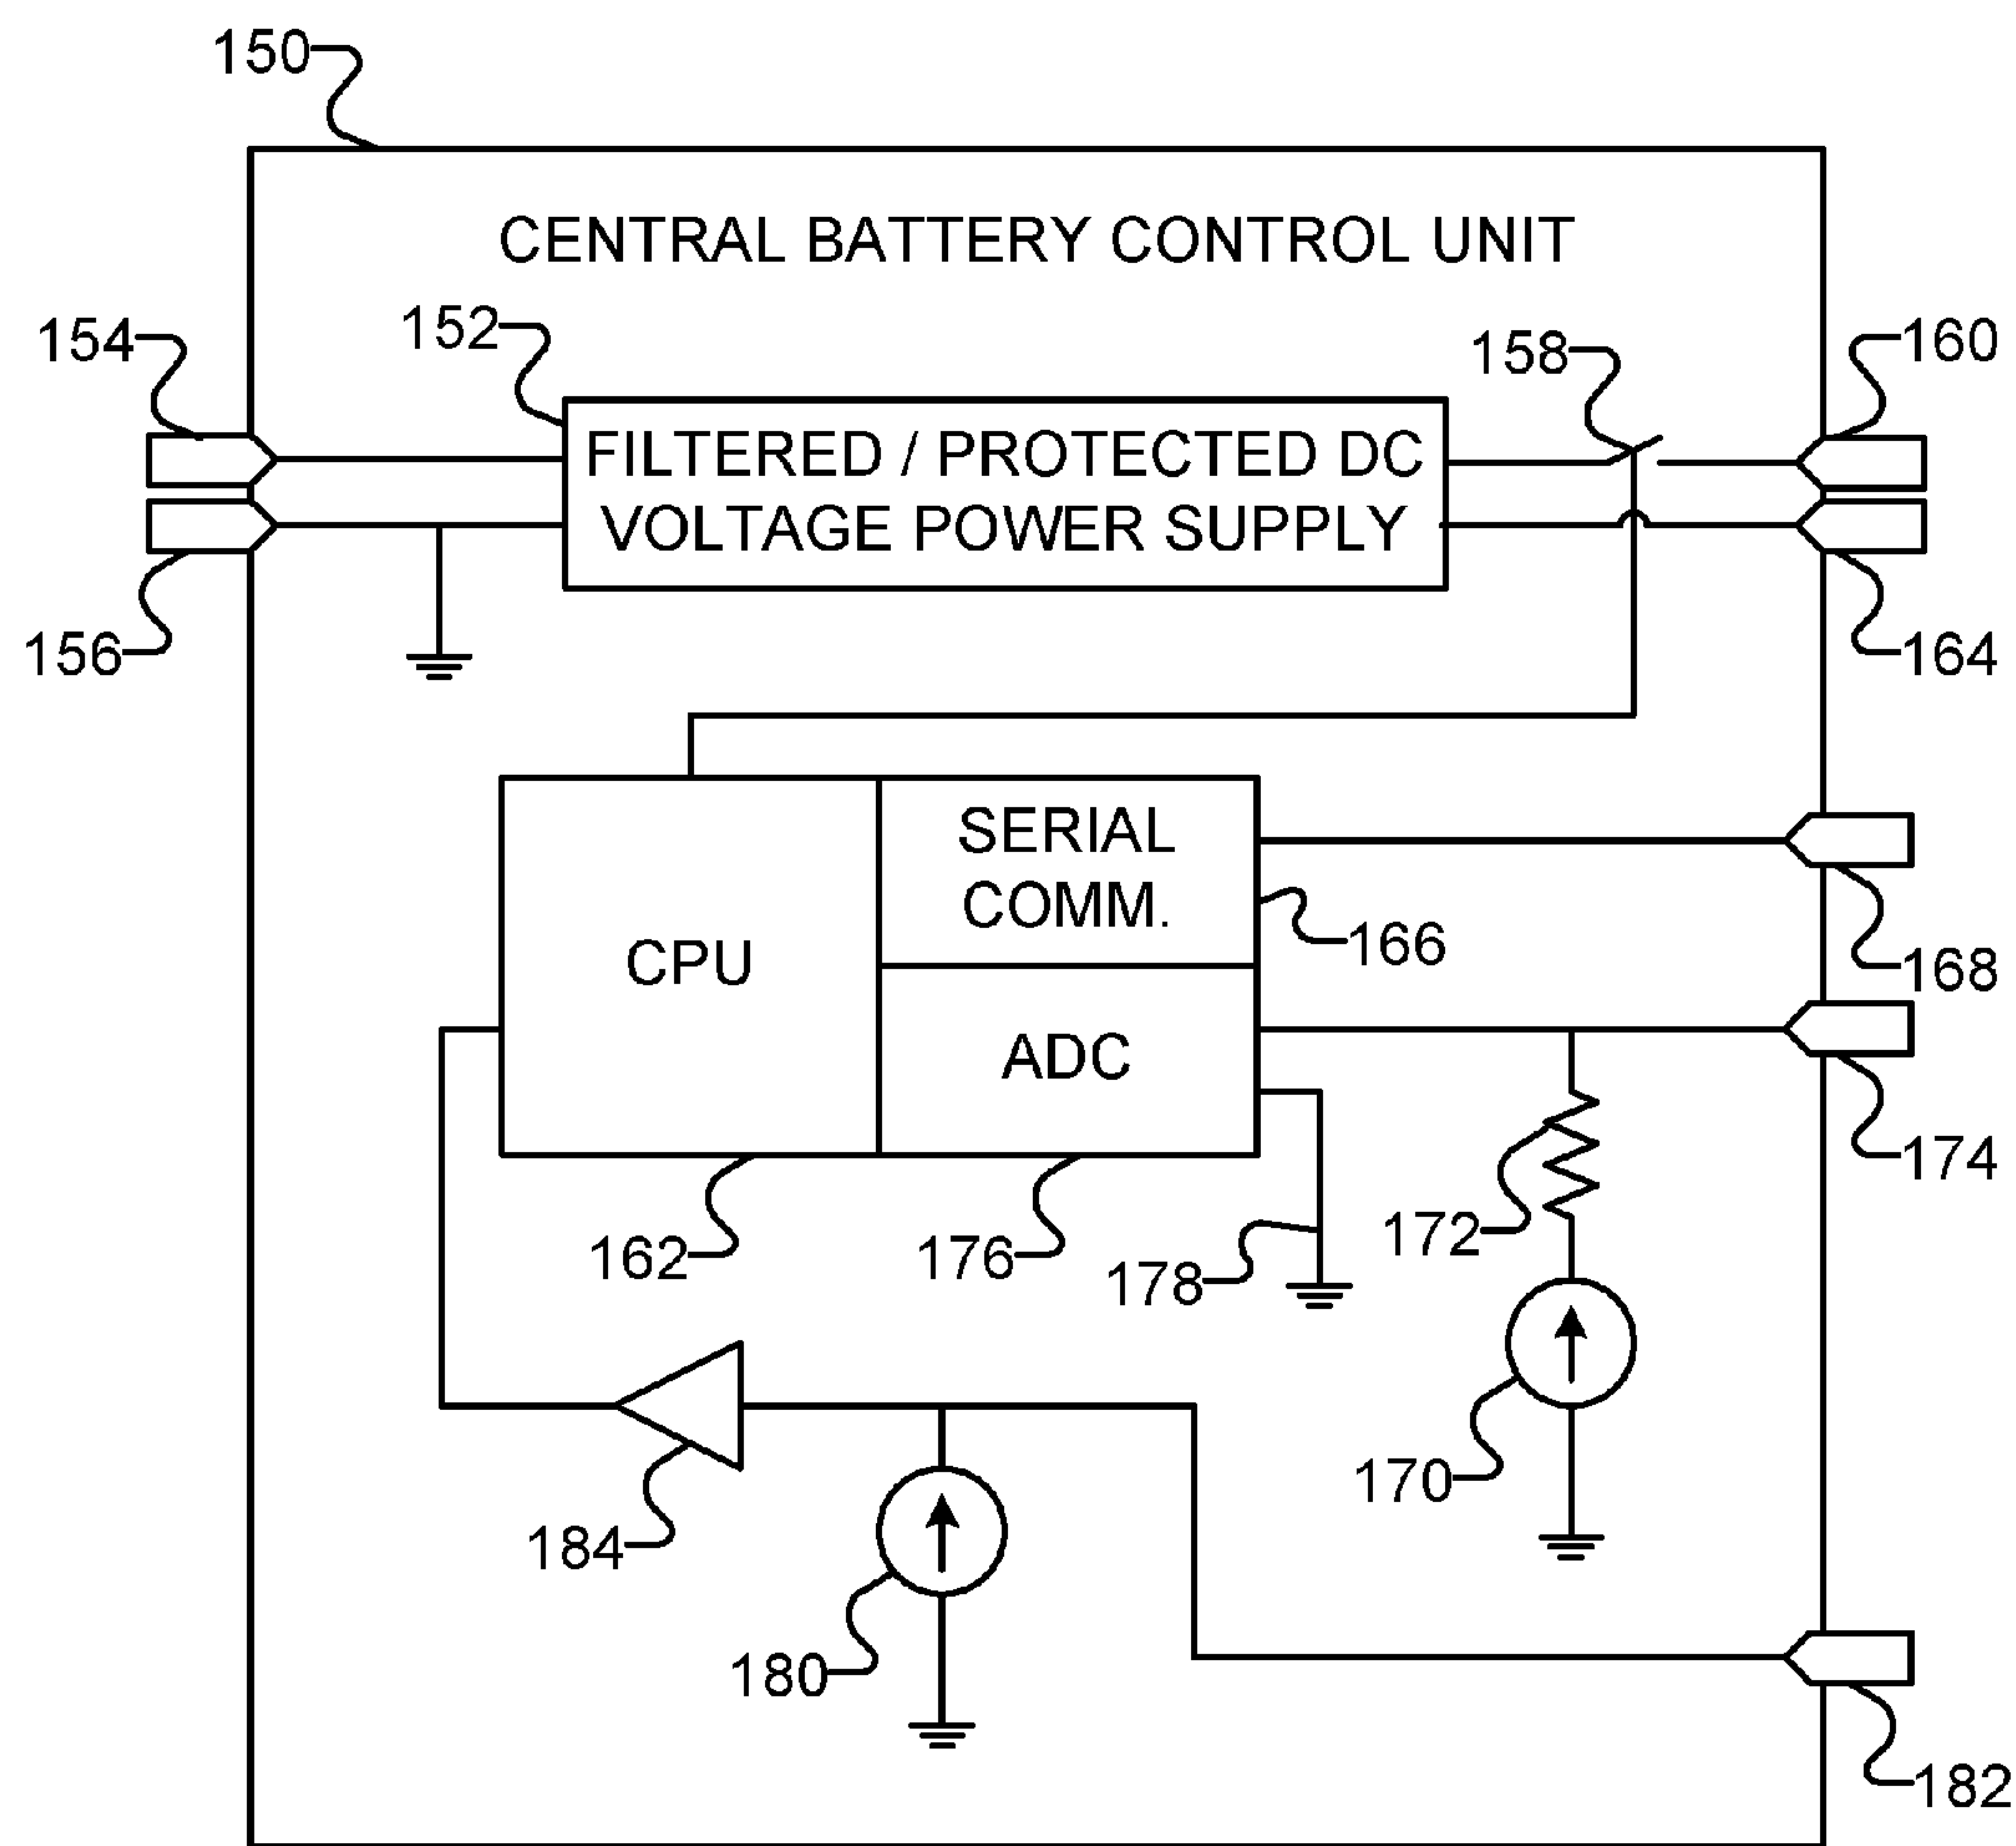 150
CENTRAL BATTERY CONTROL UNIT
154
152
158
160
FILTERED / PROTECTED DC
VOLTAGE POWER SUPPLY
156
164
SERIAL
COMM.
CPU
166
168
ADC
174
162
176
178
172
170
184
180
182